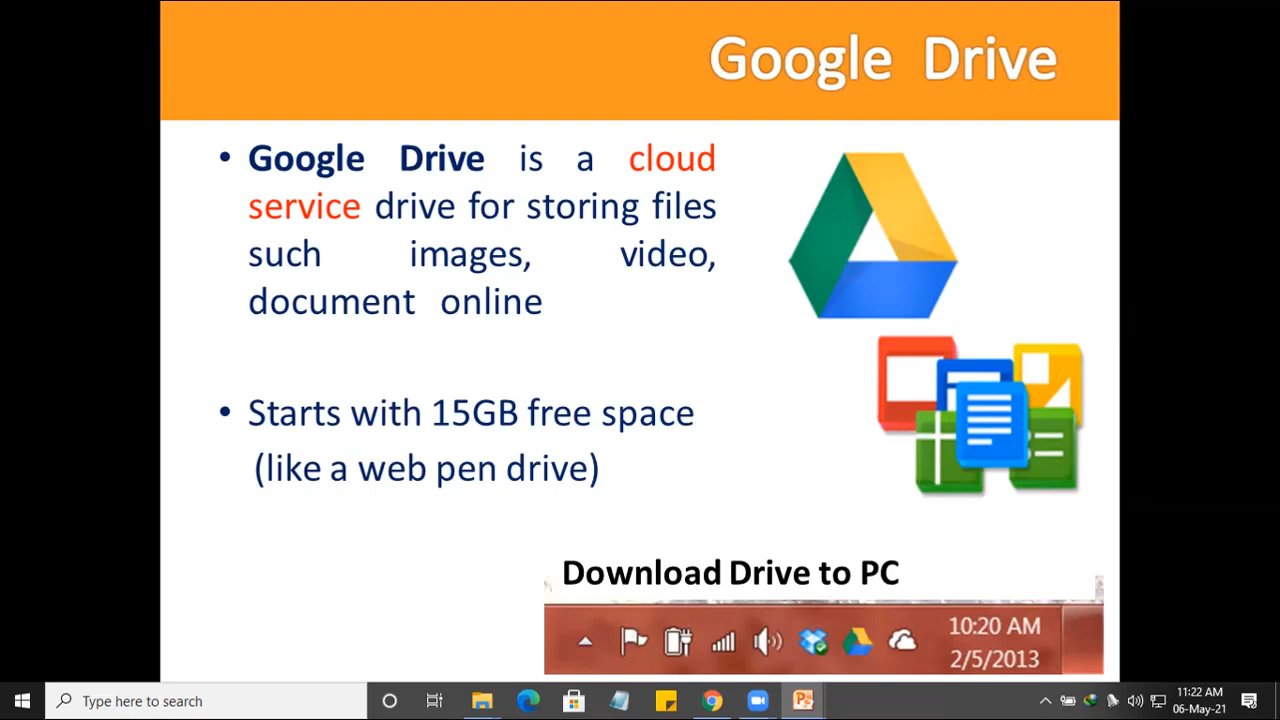 Google Drive
• Google Drive is a cloud
service drive for storing files
such images, video,
document online
• Starts with 15GB free space
(like a web pen drive)
Download Drive to PC
10:20 AM
2/5/2013
Type here to search
11:22 AM
06-May-21